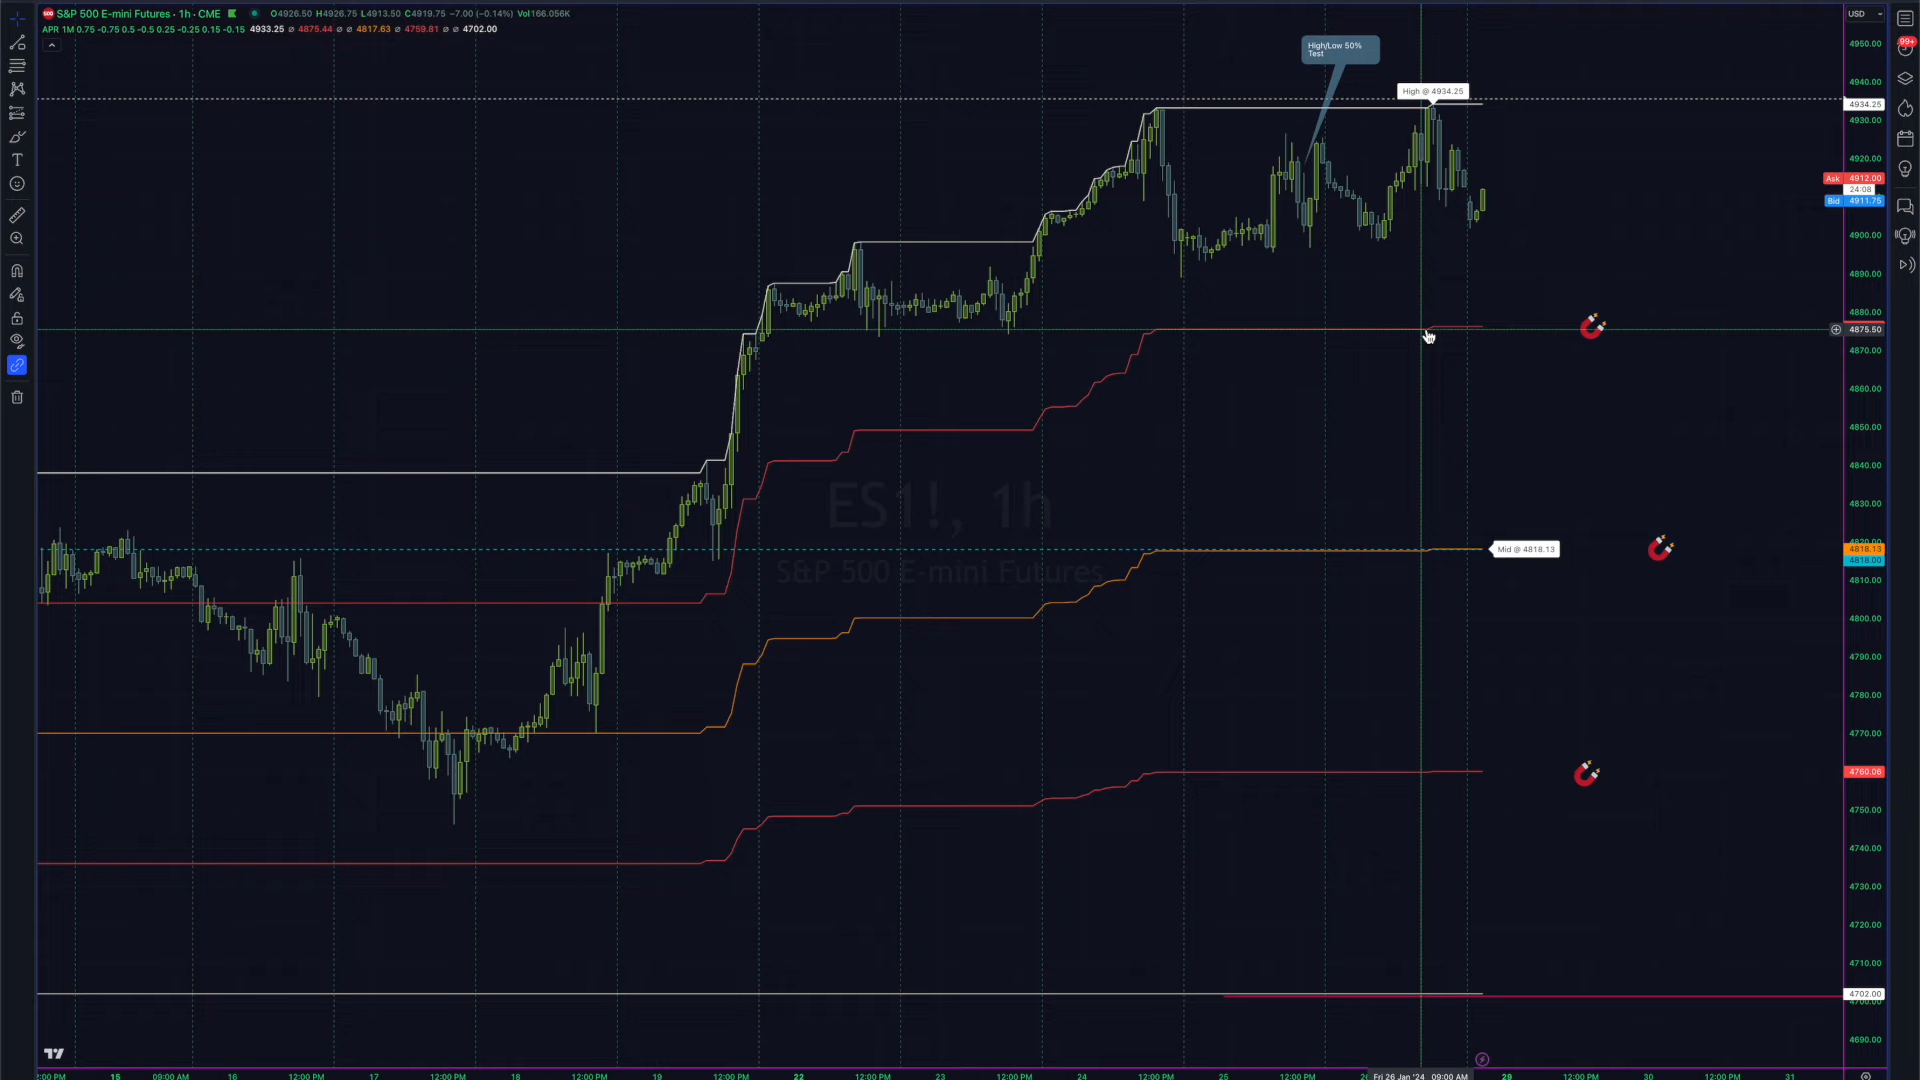 S&P 500 E-mini Futures · 1h · CME O4926.50 H4926.75 L4913.50 C4919.75 −7.00 (−0.14%) Vol166.056K
APR 1M 0.75 -0.75 0.5 -0.5 0.25 -0.25 0.15 -0.15 4933.25 ∅ 4875.44 ∅ ∅ 4817.63 ∅ 4759.81 ∅ ∅ 4702.00
USD
99+
High/Low 50%
Test
High @ 4934.25
4950.00
4940.00
4934.25
4930.00
4920.00
Ask 4912.00
24:08
Bid 4911.75
4900.00
4890.00
4880.00
4875.50
4870.00
4860.00
4850.00
4840.00
4830.00
ES1!, 1h
S&P 500 E-mini Futures
Mid @ 4818.13
4818.13
4818.00
4810.00
4800.00
4790.00
4780.00
4770.00
4760.06
4750.00
4740.00
4730.00
4720.00
4710.00
4702.00
4690.00
:00 PM 15 09:00 AM 16 12:00 PM 17 12:00 PM 18 12:00 PM 19 12:00 PM 22 12:00 PM 23 12:00 PM 24 12:00 PM 25 12:00 PM Fri 26 Jan '24 09:00 AM 29 12:00 PM 30 12:00 PM 31